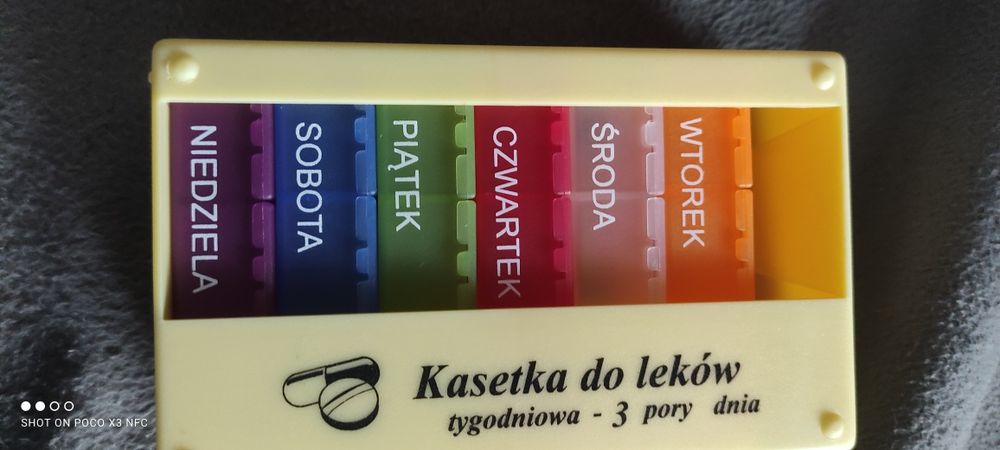 NIEDZIELA
SOBOTA
PIĄTEK
CZWARTEK
ŚRODA
WTOREK
Kasetka do leków
tygodniowa - 3 pory dnia
SHOT ON POCO X3 NFC